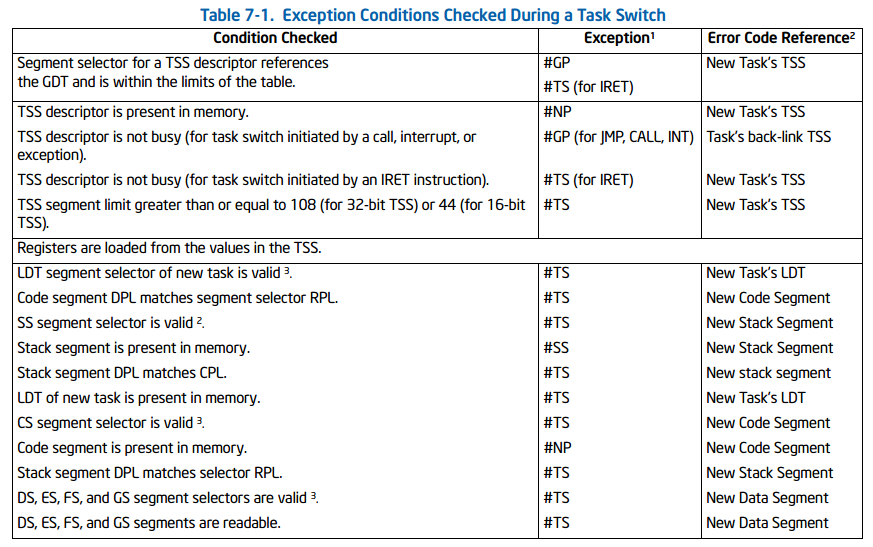 Table 7-1. Exception Conditions Checked During a Task Switch
Condition Checked Exception1 Error Code Reference2
Segment selector for a TSS descriptor references #GP New Task's TSS
the GDT and is within the limits of the table.
#TS (for IRET)
TSS descriptor is present in memory. #NP New Task's TSS
TSS descriptor is not busy (for task switch initiated by a call, interrupt, or #GP (for JMP, CALL, INT) Task's back-link TSS
exception).
TSS descriptor is not busy (for task switch initiated by an IRET instruction). #TS (for IRET) New Task's TSS
TSS segment limit greater than or equal to 108 (for 32-bit TSS) or 44 (for 16-bit #TS New Task's TSS
TSS).
Registers are loaded from the values in the TSS.
LDT segment selector of new task is valid 3. #TS New Task's LDT
Code segment DPL matches segment selector RPL. #TS New Code Segment
SS segment selector is valid 2. #TS New Stack Segment
Stack segment is present in memory. #SS New Stack Segment
Stack segment DPL matches CPL. #TS New stack segment
LDT of new task is present in memory. #TS New Task's LDT
CS segment selector is valid 3. #TS New Code Segment
Code segment is present in memory. #NP New Code Segment
Stack segment DPL matches selector RPL. #TS New Stack Segment
DS, ES, FS, and GS segment selectors are valid 3. #TS New Data Segment
DS, ES, FS, and GS segments are readable. #TS New Data Segment